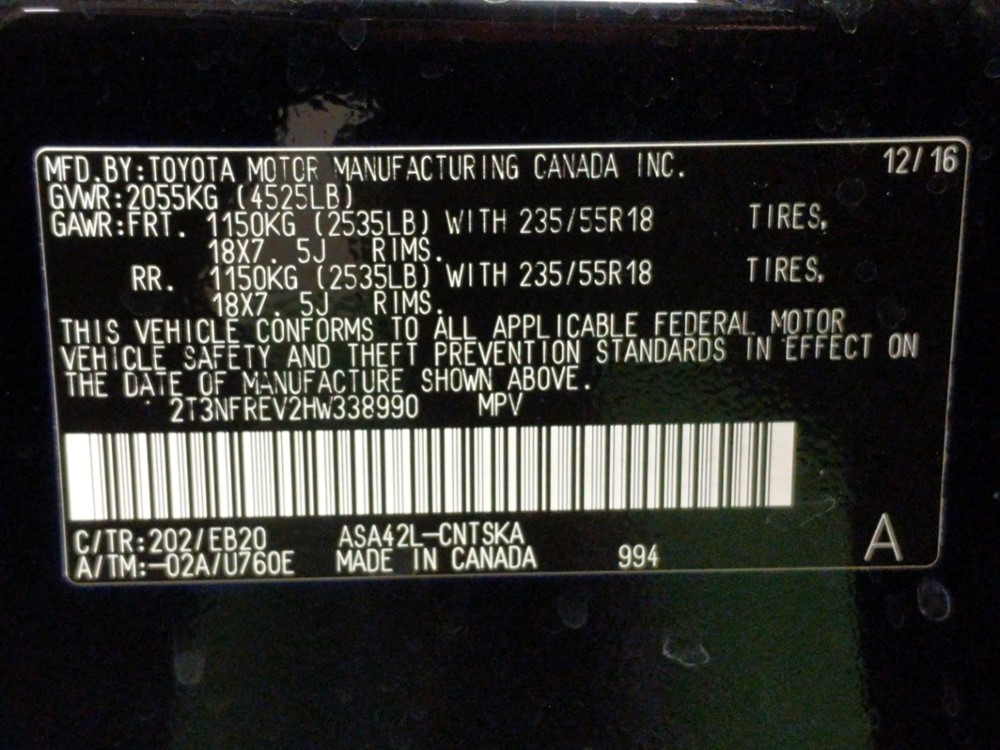 MFD.BY:TOYOTA MOTOR MANUFACTURING CANADA INC. 12/16
GVWR:2055KG (4525LB)
GAWR:FRT. 1150KG (2535LB) WITH 235/55R18 TIRES,
18X7. 5J RIMS.
RR. 1150KG (2535LB) WITH 235/55R18 TIRES,
18X7. 5J RIMS.
THIS VEHICLE CONFORMS TO ALL APPLICABLE FEDERAL MOTOR
VEHICLE SAFETY AND THEFT PREVENTION STANDARDS IN EFFECT ON
THE DATE OF MANUFACTURE SHOWN ABOVE.
2T3NFREV2HW338990 MPV
C/TR:202/EB20 ASA42L-CNTSKA
A/TM:-02A/U760E MADE IN CANADA 994 A